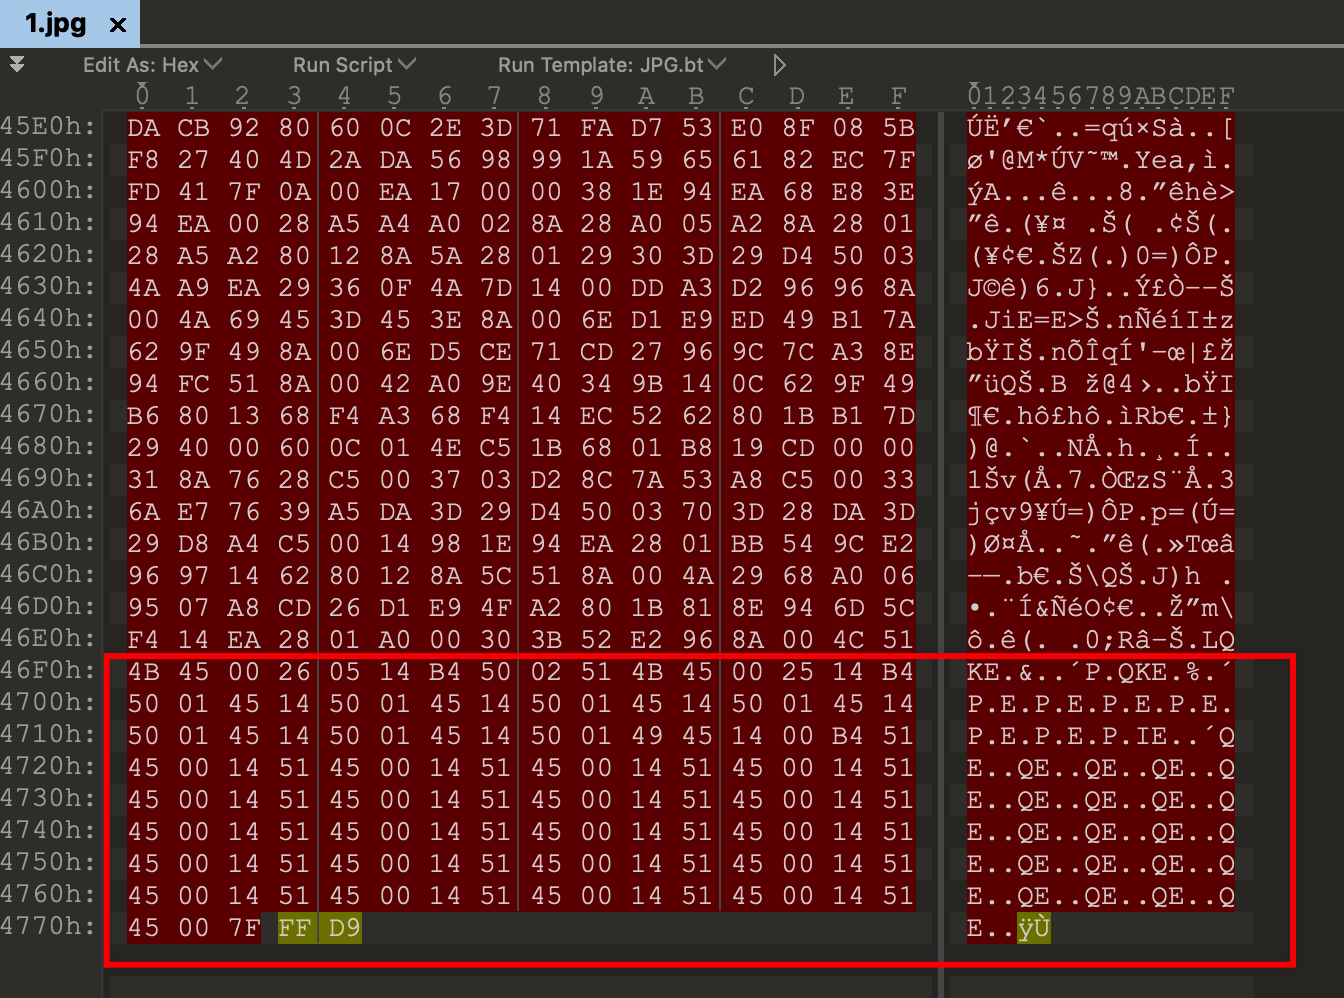 1.jpg ×
Edit As: Hex Run Script Run Template: JPG.bt
0 1 2 3 4 5 6 7 8 9 A B C D E F 0123456789ABCDEF
45E0h: DA CB 92 80 60 0C 2E 3D 71 FA D7 53 E0 8F 08 5B ÚË’€`..=qú×Sà..[
45F0h: F8 27 40 4D 2A DA 56 98 99 1A 59 65 61 82 EC 7F ø'@M*ÚV˜™.Yea‚ì.
4600h: FD 41 7F 0A 00 EA 17 00 00 38 1E 94 EA 68 E8 3E ýA...ê...8.”êhè>
4610h: 94 EA 00 28 A5 A4 A0 02 8A 28 A0 05 A2 8A 28 01 ”ê.(¥¤ .Š( .¢Š(.
4620h: 28 A5 A2 80 12 8A 5A 28 01 29 30 3D 29 D4 50 03 (¥¢€.ŠZ(.)0=)ÔP.
4630h: 4A A9 EA 29 36 0F 4A 7D 14 00 DD A3 D2 96 96 8A J©ê)6.J}..Ý£Ò––Š
4640h: 00 4A 69 45 3D 45 3E 8A 00 6E D1 E9 ED 49 B1 7A .JiE=E>Š.nÑéíI±z
4650h: 62 9F 49 8A 00 6E D5 CE 71 CD 27 96 9C 7C A3 8E bŸIŠ.nÕÎqÍ'–œ|£Ž
4660h: 94 FC 51 8A 00 42 A0 9E 40 34 9B 14 0C 62 9F 49 ”üQŠ.B ž@4›..bŸI
4670h: B6 80 13 68 F4 A3 68 F4 14 EC 52 62 80 1B B1 7D ¶€.hô£hô.ìRb€.±}
4680h: 29 40 00 60 0C 01 4E C5 1B 68 01 B8 19 CD 00 00 )@.`..NÅ.h.¸.Í..
4690h: 31 8A 76 28 C5 00 37 03 D2 8C 7A 53 A8 C5 00 33 1Šv(Å.7.ÒŒzS¨Å.3
46A0h: 6A E7 76 39 A5 DA 3D 29 D4 50 03 70 3D 28 DA 3D jçv9¥Ú=)ÔP.p=(Ú=
46B0h: 29 D8 A4 C5 00 14 98 1E 94 EA 28 01 BB 54 9C E2 )Ø¤Å..˜.”ê(.»Tœâ
46C0h: 96 97 14 62 80 12 8A 5C 51 8A 00 4A 29 68 A0 06 –—.b€.Š\QŠ.J)h .
46D0h: 95 07 A8 CD 26 D1 E9 4F A2 80 1B 81 8E 94 6D 5C •.¨Í&ÑéO¢€..Ž”m\
46E0h: F4 14 EA 28 01 A0 00 30 3B 52 E2 96 8A 00 4C 51 ô.ê(. .0;Râ–Š.LQ
46F0h: 4B 45 00 26 05 14 B4 50 02 51 4B 45 00 25 14 B4 KE.&..´P.QKE.%.´
4700h: 50 01 45 14 50 01 45 14 50 01 45 14 50 01 45 14 P.E.P.E.P.E.P.E.
4710h: 50 01 45 14 50 01 45 14 50 01 49 45 14 00 B4 51 P.E.P.E.P.IE..´Q
4720h: 45 00 14 51 45 00 14 51 45 00 14 51 45 00 14 51 E..QE..QE..QE..Q
4730h: 45 00 14 51 45 00 14 51 45 00 14 51 45 00 14 51 E..QE..QE..QE..Q
4740h: 45 00 14 51 45 00 14 51 45 00 14 51 45 00 14 51 E..QE..QE..QE..Q
4750h: 45 00 14 51 45 00 14 51 45 00 14 51 45 00 14 51 E..QE..QE..QE..Q
4760h: 45 00 14 51 45 00 14 51 45 00 14 51 45 00 14 51 E..QE..QE..QE..Q
4770h: 45 00 7F FF D9 E..ÿÙ